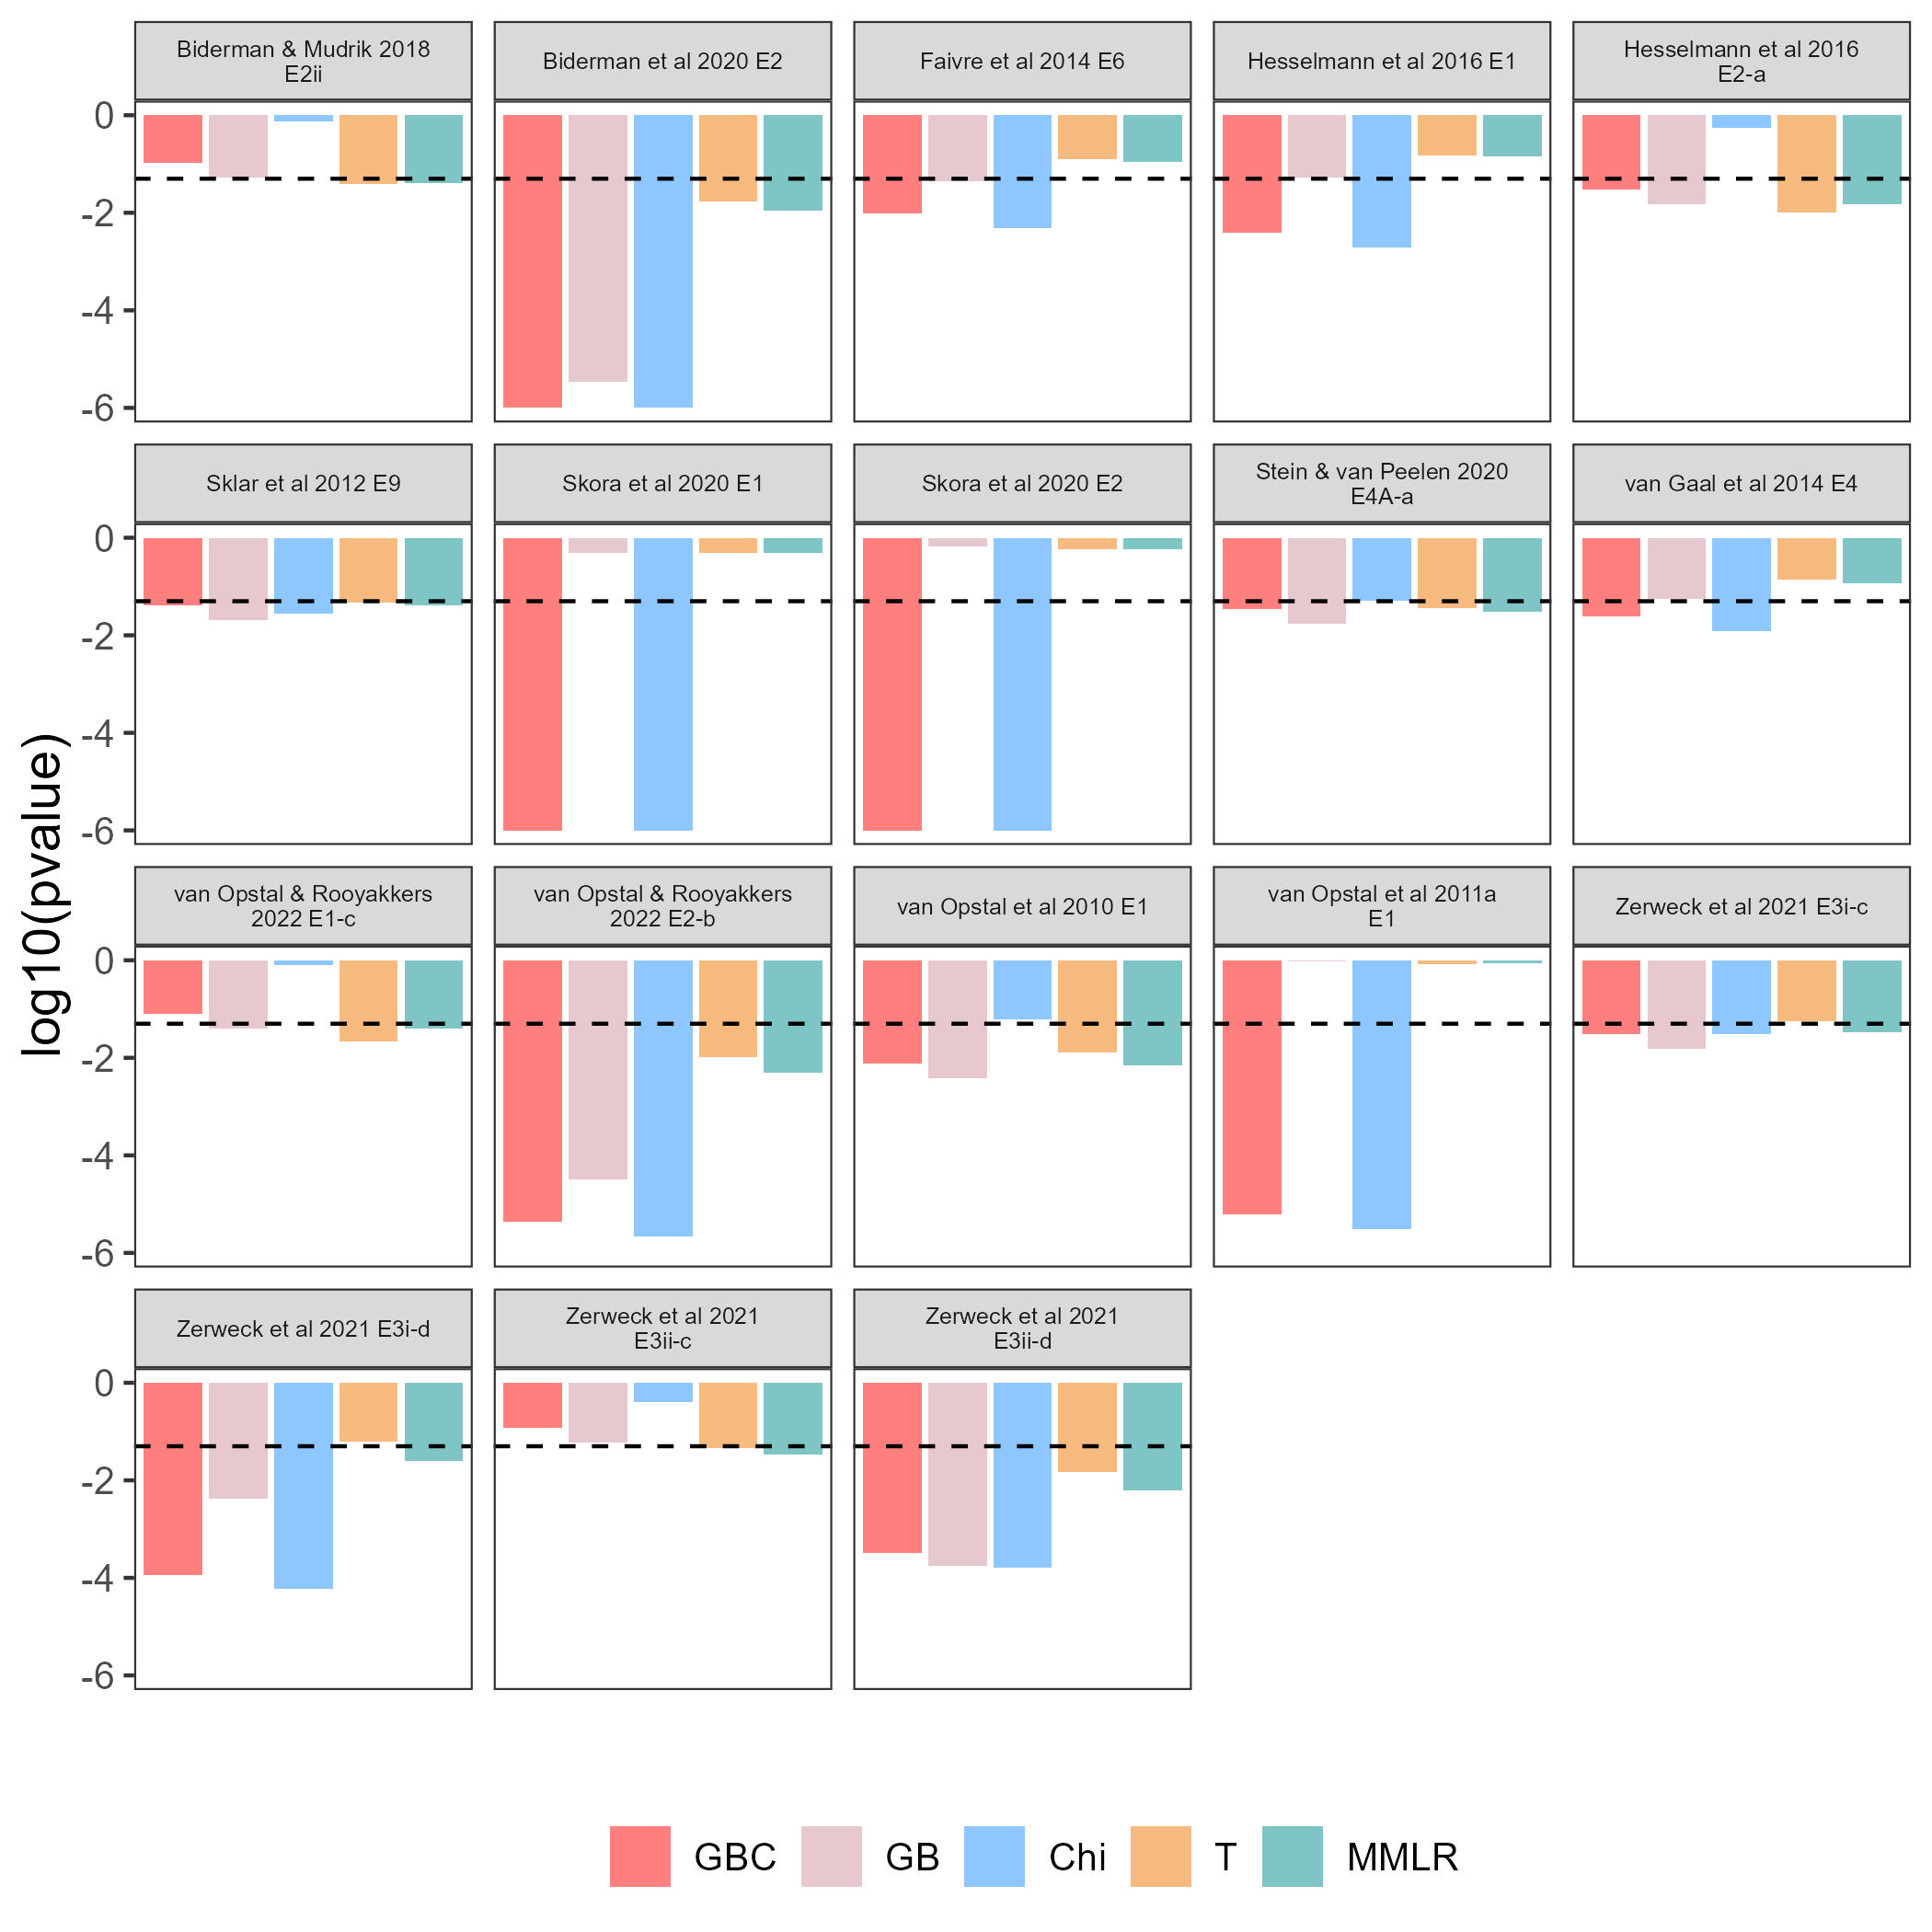 Biderman & Mudrik 2018
E2ii
Biderman et al 2020 E2
Faivre et al 2014 E6
Hesselmann et al 2016 E1
Hesselmann et al 2016
E2-a
0
-2
-4
-6
Sklar et al 2012 E9
Skora et al 2020 E1
Skora et al 2020 E2
Stein & van Peelen 2020
E4A-a
van Gaal et al 2014 E4
0
-2
-4
-6
log10(pvalue)
van Opstal & Rooyakkers
2022 E1-c
van Opstal & Rooyakkers
2022 E2-b
van Opstal et al 2010 E1
van Opstal et al 2011a
E1
Zerweck et al 2021 E3i-c
0
-2
-4
-6
Zerweck et al 2021 E3i-d
Zerweck et al 2021
E3ii-c
Zerweck et al 2021
E3ii-d
0
-2
-4
-6
GBC GB Chi T MMLR